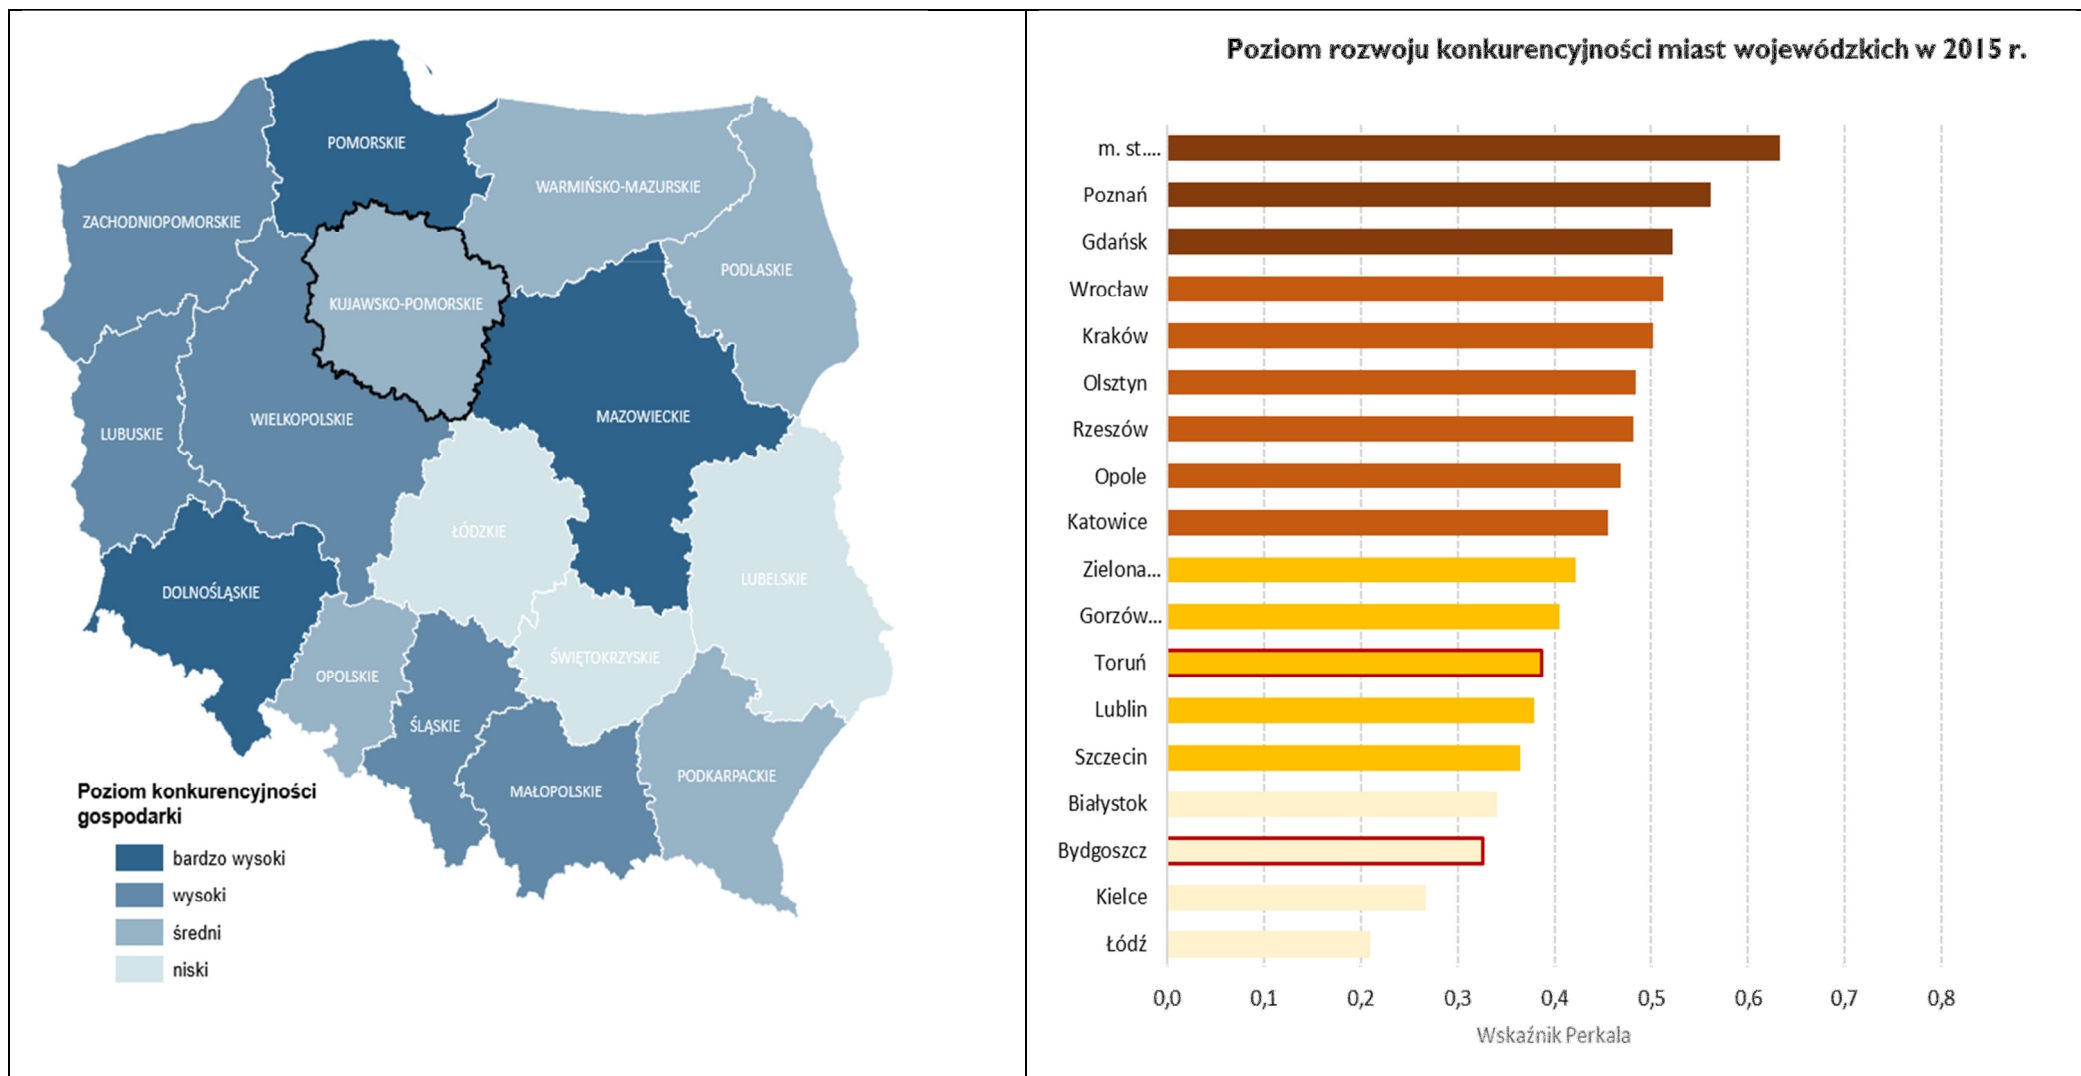 POMORSKIE
WARMIŃSKO-MAZURSKIE
ZACHODNIOPOMORSKIE
PODLASKIE
KUJAWSKO-POMORSKIE
MAZOWIECKIE
WIELKOPOLSKIE
LUBUSKIE
ŁÓDZKIE
LUBELSKIE
DOLNOŚLĄSKIE
ŚWIĘTOKRZYSKIE
OPOLSKIE
ŚLĄSKIE
PODKARPACKIE
MAŁOPOLSKIE
Poziom konkurencyjności
gospodarki
bardzo wysoki
wysoki
średni
niski
Poziom rozwoju konkurencyjności miast wojewódzkich w 2015 r.
m. st....
Poznań
Gdańsk
Wrocław
Kraków
Olsztyn
Rzeszów
Opole
Katowice
Zielona...
Gorzów...
Toruń
Lublin
Szczecin
Białystok
Bydgoszcz
Kielce
Łódź
0,0 0,1 0,2 0,3 0,4 0,5 0,6 0,7 0,8
Wskaźnik Perkala